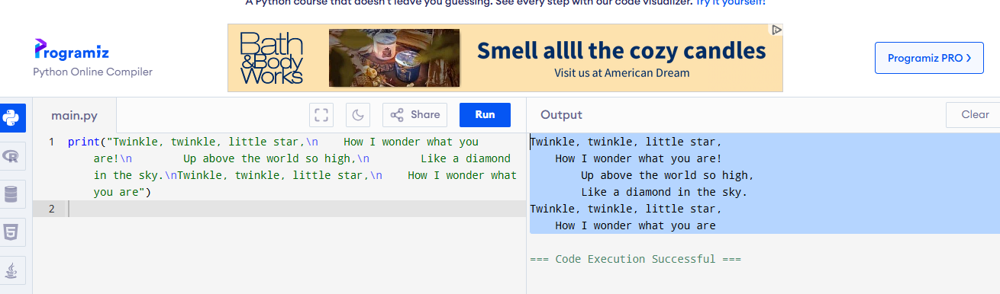 A Python course that doesn't leave you guessing. See every step with our code visualizer. Try it yourself!
Programiz
Python Online Compiler
Bath
&Body
Works
Smell allll the cozy candles
Visit us at American Dream
Programiz PRO >
main.py
Share
Run
Output
Clear
1 print("Twinkle, twinkle, little star,\n    How I wonder what you
are!\n        Up above the world so high,\n        Like a diamond
in the sky.\nTwinkle, twinkle, little star,\n    How I wonder what
you are")
2
Twinkle, twinkle, little star,
    How I wonder what you are!
        Up above the world so high,
        Like a diamond in the sky.
Twinkle, twinkle, little star,
    How I wonder what you are
=== Code Execution Successful ===